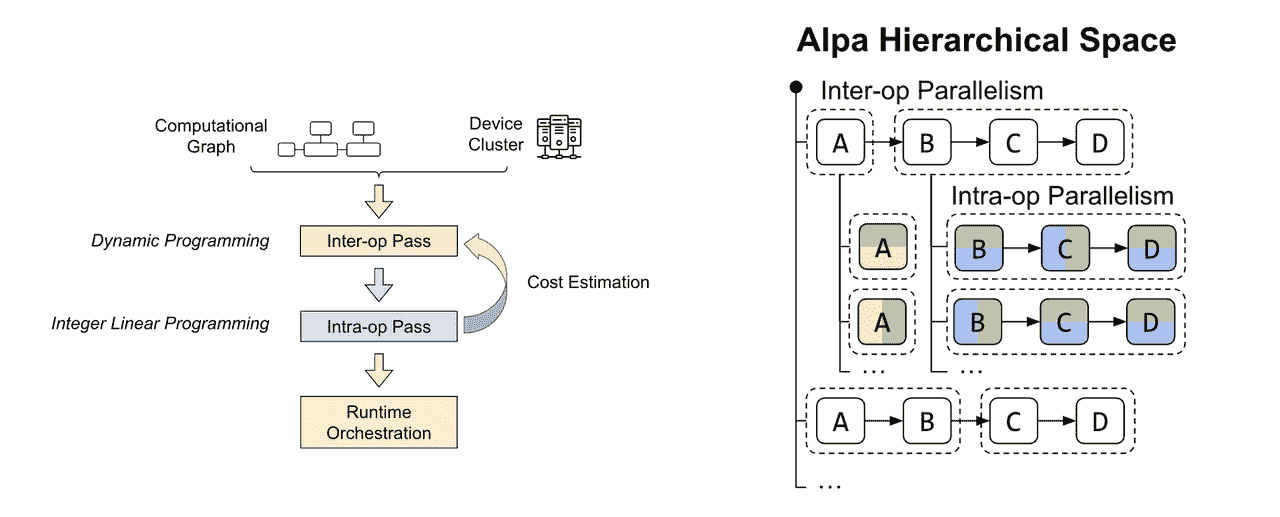 Computational
Graph
Device
Cluster
Dynamic Programming
Inter-op Pass
Cost Estimation
Integer Linear Programming
Intra-op Pass
Runtime
Orchestration
Alpa Hierarchical Space
Inter-op Parallelism
A B C D
Intra-op Parallelism
A B C D
A B C D
... ...
A B C D
...